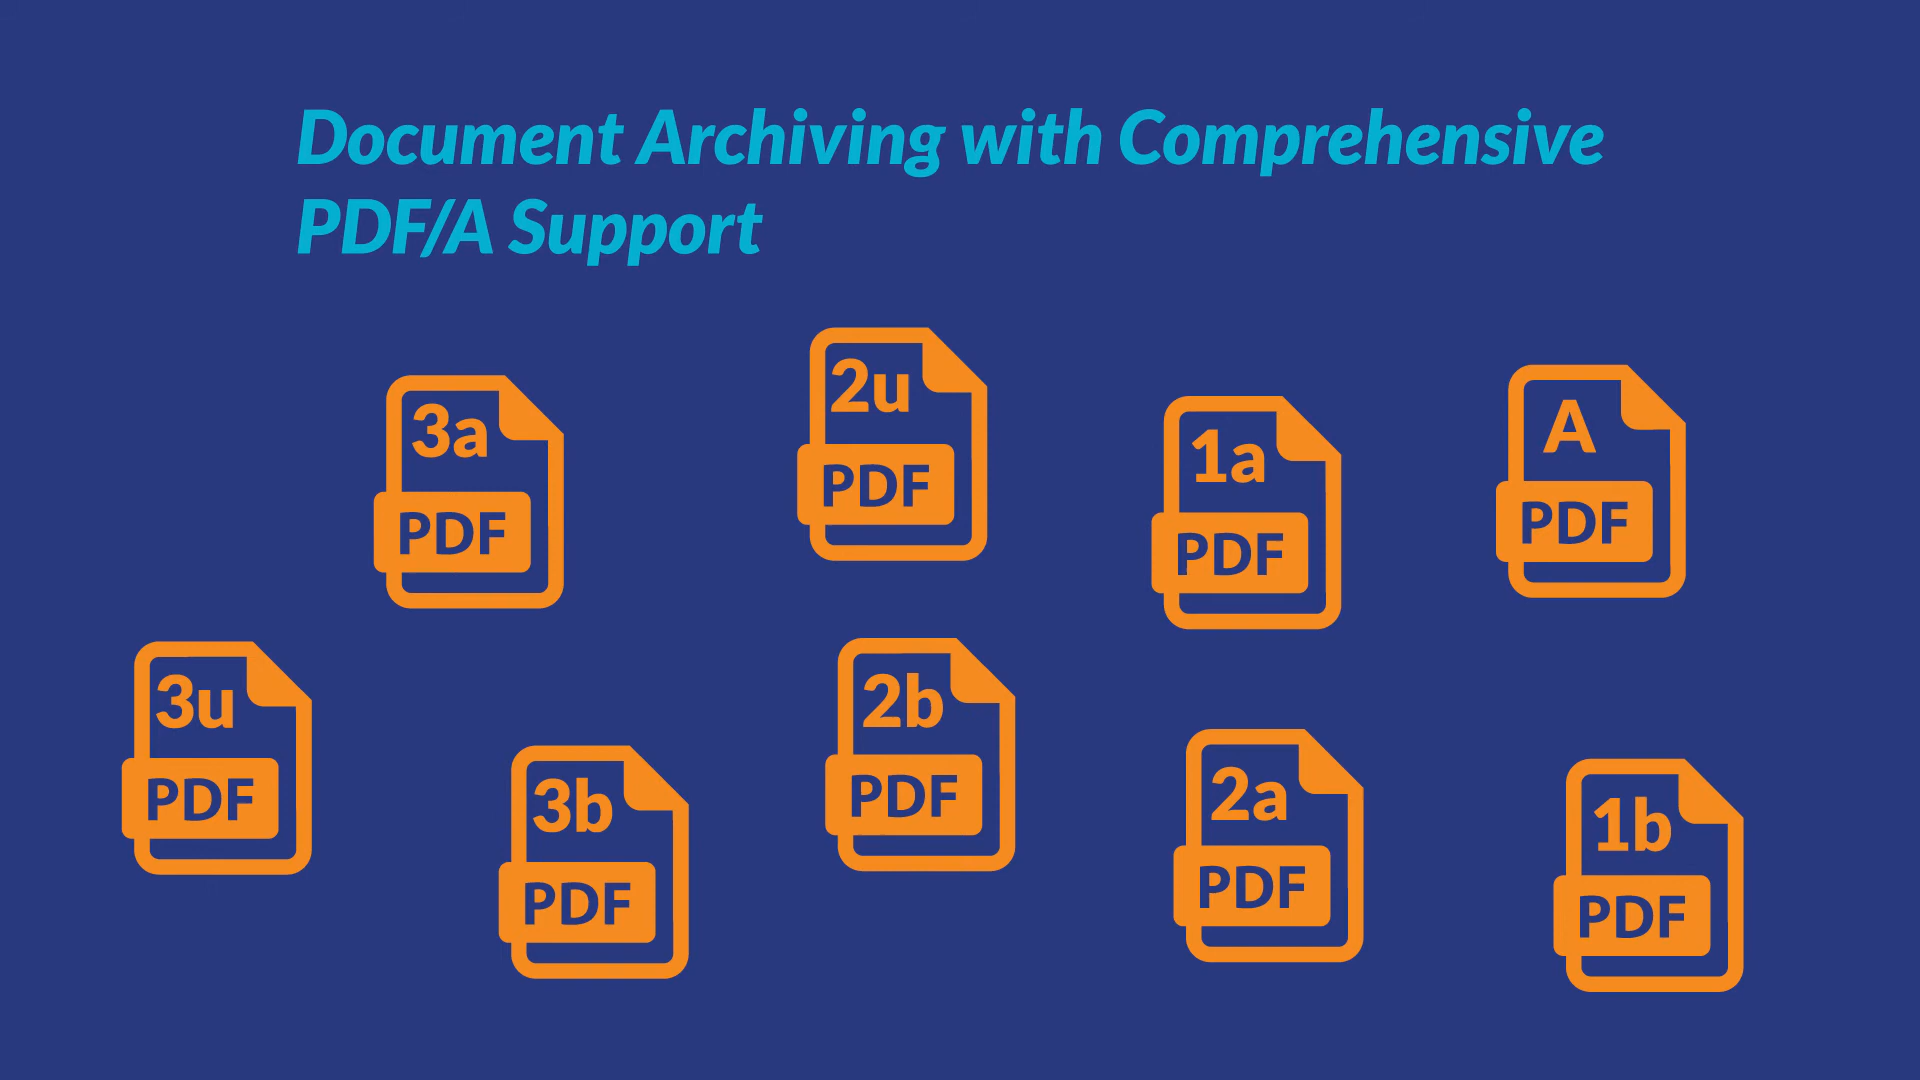 Document Archiving with Comprehensive
PDF/A Support
3a
PDF
2u
PDF
1a
PDF
A
PDF
3u
PDF
3b
PDF
2b
PDF
2a
PDF
1b
PDF